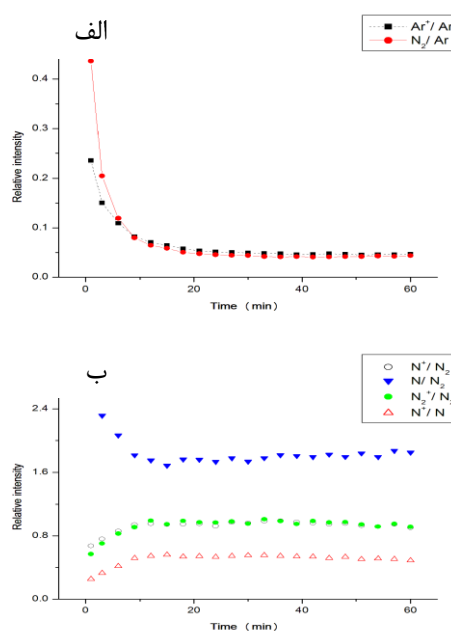 الف
Ar⁺/ Ar
N₂/ Ar
0.4
0.3
0.2
0.1
0.0
Relative intensity
0
20
40
60
Time （min）
ب
N⁺/ N₂
N/ N₂
N₂⁺/ N₂
N⁺/ N
2.4
1.6
0.8
0.0
Relative intensity
0
20
40
60
Time （min）